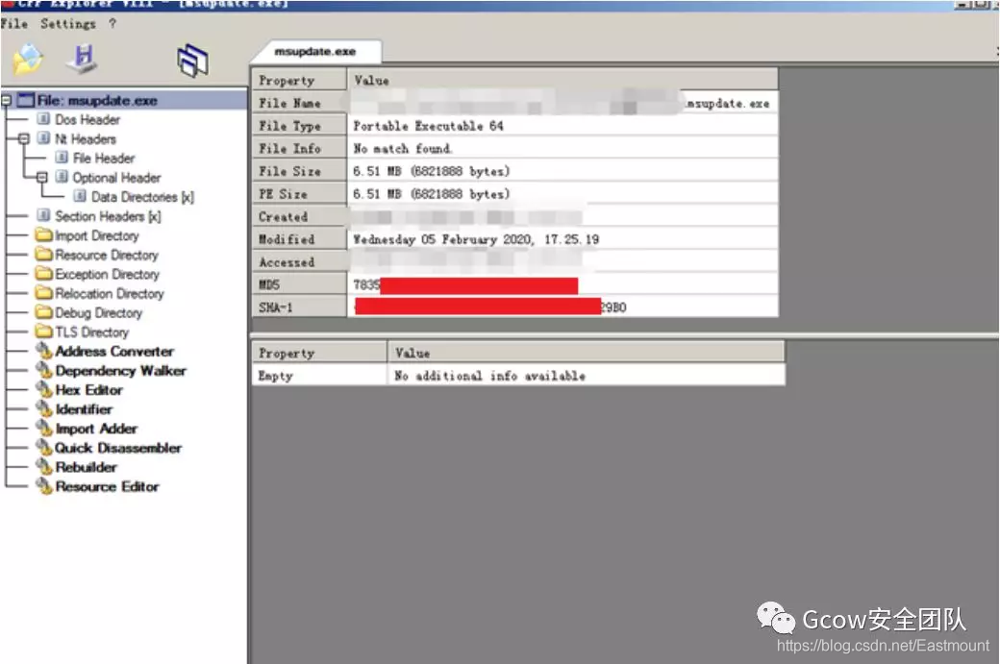 CFF Explorer VIII - [msupdate.exe]
File Settings ?
msupdate.exe
File: msupdate.exe
Dos Header
Nt Headers
File Header
Optional Header
Data Directories [x]
Section Headers [x]
Import Directory
Resource Directory
Exception Directory
Relocation Directory
Debug Directory
TLS Directory
Address Converter
Dependency Walker
Hex Editor
Identifier
Import Adder
Quick Disassembler
Rebuilder
Resource Editor
Property Value
File Name msupdate.exe
File Type Portable Executable 64
File Info No match found.
File Size 6.51 MB (6821888 bytes)
PE Size 6.51 MB (6821888 bytes)
Created
Modified Wednesday 05 February 2020, 17.25.19
Accessed
MD5 7835
SHA-1 29B0
Property Value
Empty No additional info available
Gcow安全团队
https://blog.csdn.net/Eastmount